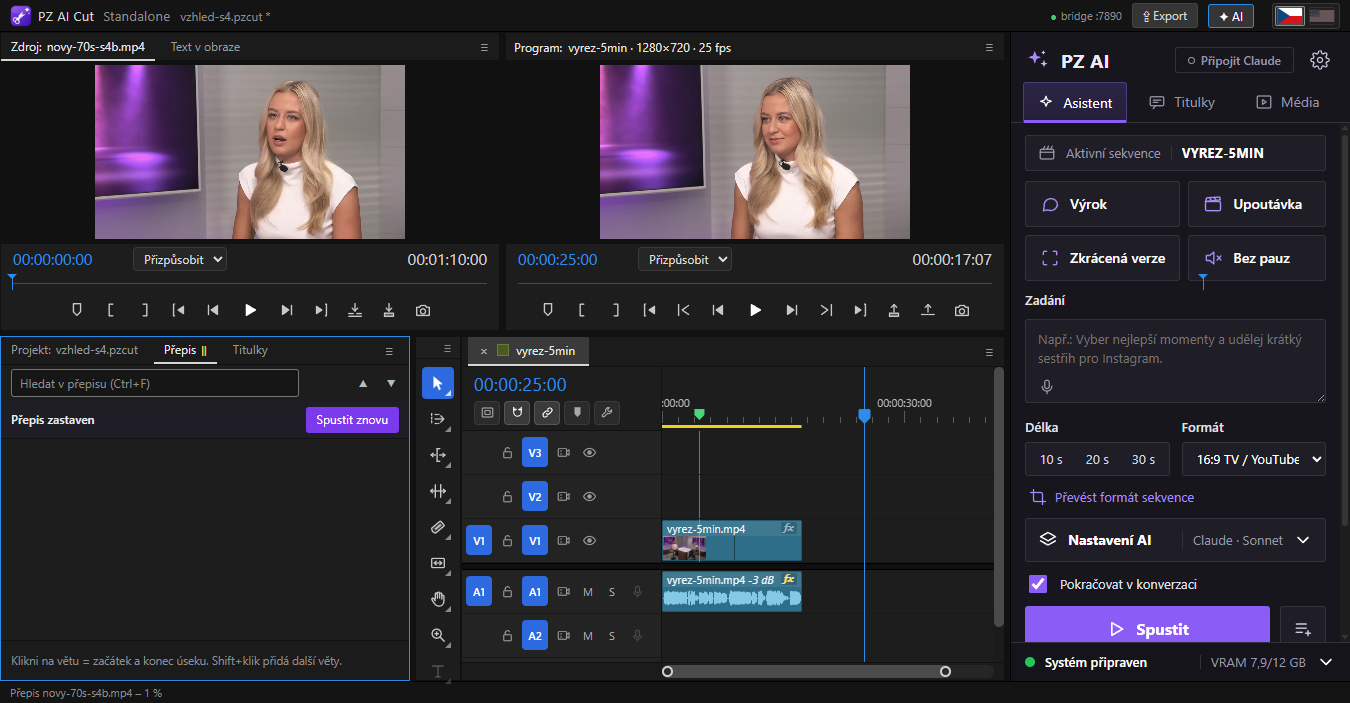 PZ AI Cut Standalone vzhled-s4.pzcut *
bridge :7890 Export AI
Zdroj: novy-70s-s4b.mp4 Text v obraze
Program: vyrez-5min · 1280×720 · 25 fps
00:00:00:00 Přizpůsobit 00:01:10:00
00:00:25:00 Přizpůsobit 00:00:17:07
Projekt: vzhled-s4.pzcut Přepis Titulky
Hledat v přepisu (Ctrl+F)
Přepis zastaven Spustit znovu
Klikni na větu = začátek a konec úseku. Shift+klik přidá další věty.
× vyrez-5min
00:00:25:00
:00:00 00:00:30:00
V3
V2
V1 V1
vyrez-5min.mp4 fx
A1 A1 M S
vyrez-5min.mp4 -3 dB fx
A2 M S
PZ AI Připojit Claude
Asistent Titulky Média
Aktivní sekvence VYREZ-5MIN
Výrok Upoutávka
Zkrácená verze Bez pauz
Zadání
Např.: Vyber nejlepší momenty a udělej krátký
sestřih pro Instagram.
Délka Formát
10 s 20 s 30 s 16:9 TV / YouTube
Převést formát sekvence
Nastavení AI Claude · Sonnet
Pokračovat v konverzaci
Spustit
Systém připraven VRAM 7,9/12 GB
Přepis novy-70s-s4b.mp4 – 1 %